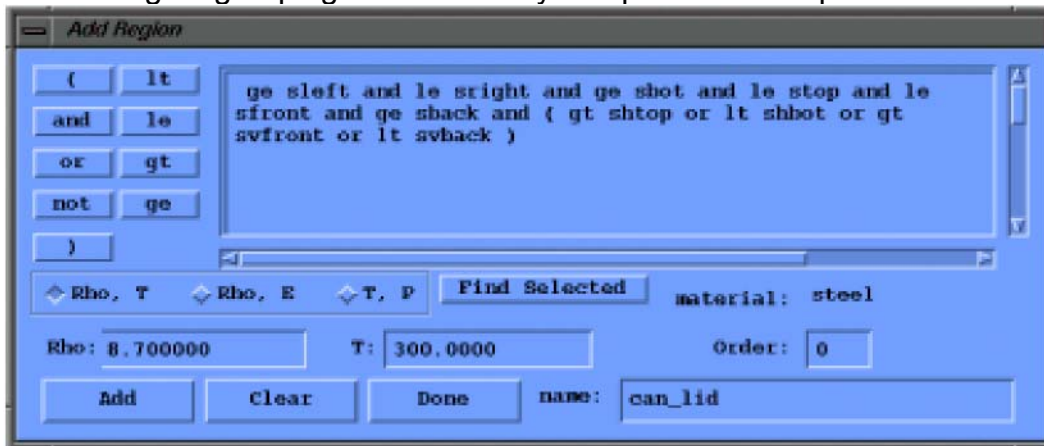 Add Region
( lt
and le
or gt
not ge
)
ge sleft and le sright and ge sbot and le stop and le
sfront and ge sback and ( gt shtop or lt shbot or gt
svfront or lt svback )
Rho, T Rho, E T, P Find Selected material: steel
Rho: 8.700000 T: 300.0000 Order: 0
Add Clear Done name: can_lid